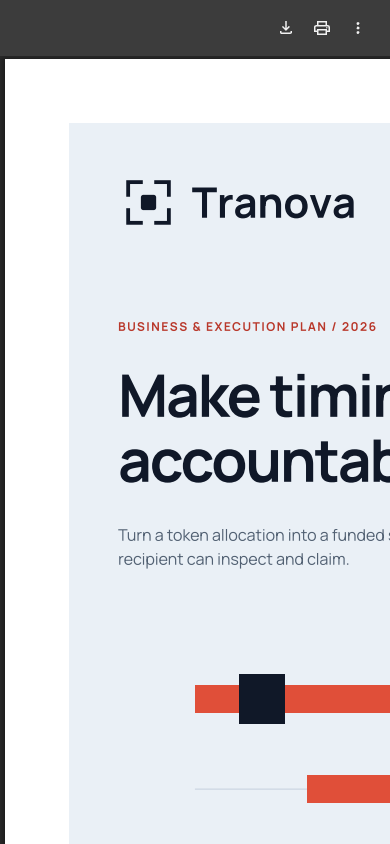 Tranova
BUSINESS & EXECUTION PLAN / 2026
Make timin
accountab
Turn a token allocation into a funded
recipient can inspect and claim.